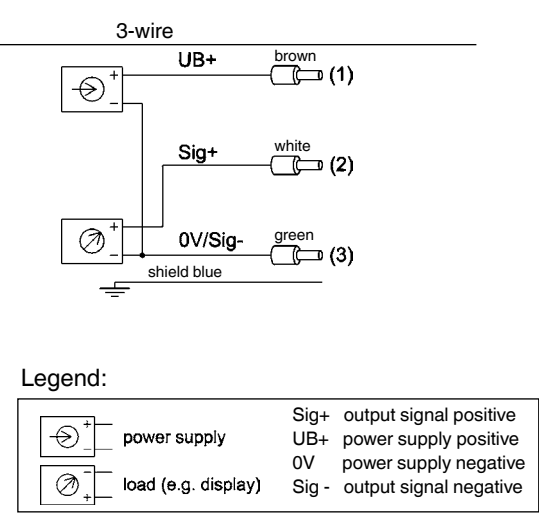 3-wire
UB+ brown (1)
+
−
Sig+ white (2)
+
−
0V/Sig- green (3)
shield blue
Legend:
+
-
power supply
−
+
load (e.g. display)
Sig+ output signal positive
UB+ power supply positive
0V power supply negative
Sig - output signal negative